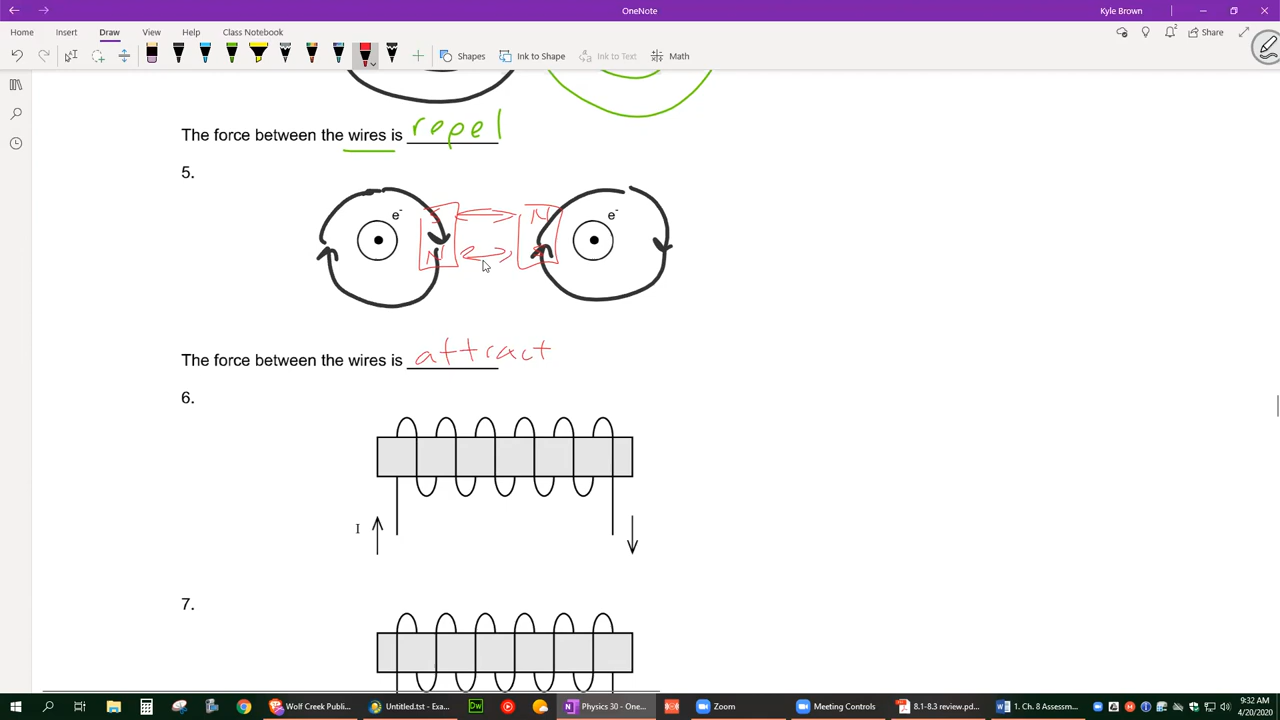 OneNote
Kyle Brown
Home Insert Draw View Help Class Notebook
Share
Shapes Ink to Shape Ink to Text Math
The force between the wires is repel
5.
e- e-
S N
N S
The force between the wires is attract
6.
I
7.
Wolf Creek Publi... Untitled.tst - Exa... Physics 30 - One... Zoom Meeting Controls 8.1-8.3 review.pd... 1. Ch. 8 Assessm...
9:32 AM
4/20/2020